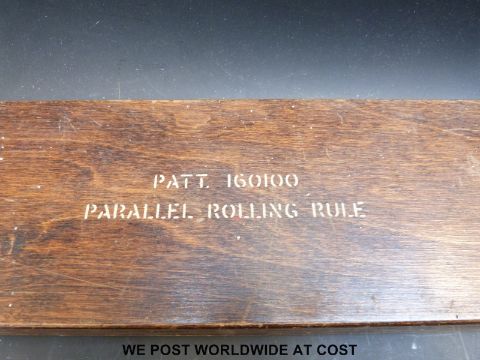 PATT. 160100
PARALLEL ROLLING RULE
WE POST WORLDWIDE AT COST